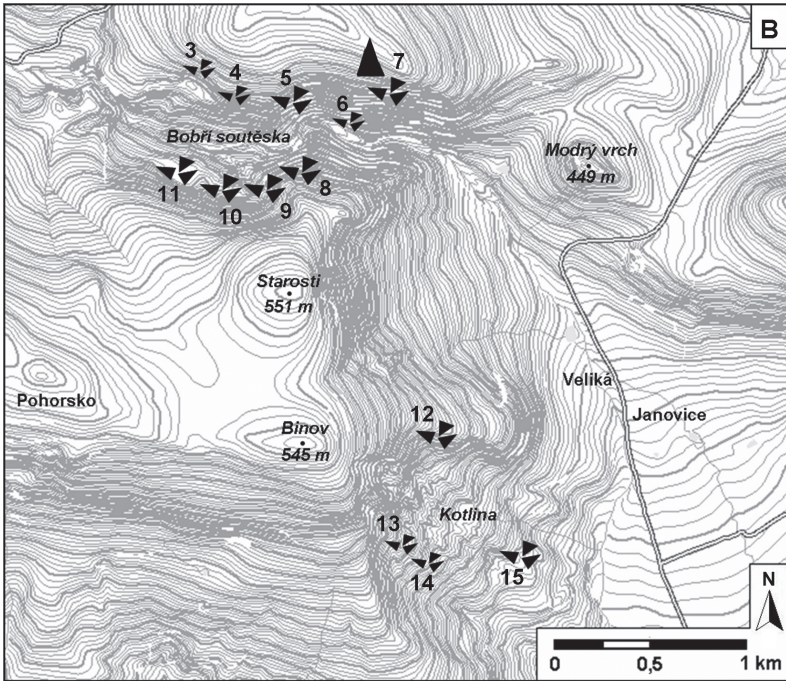 B
3
7
4
5
6
Bobří soutěska
Modrý vrch
449 m
11
8
10
9
Starosti
551 m
Veliká
Pohorsko
Janovice
12
Binov
545 m
Kotlina
13
14
15
N
0 0,5 1 km